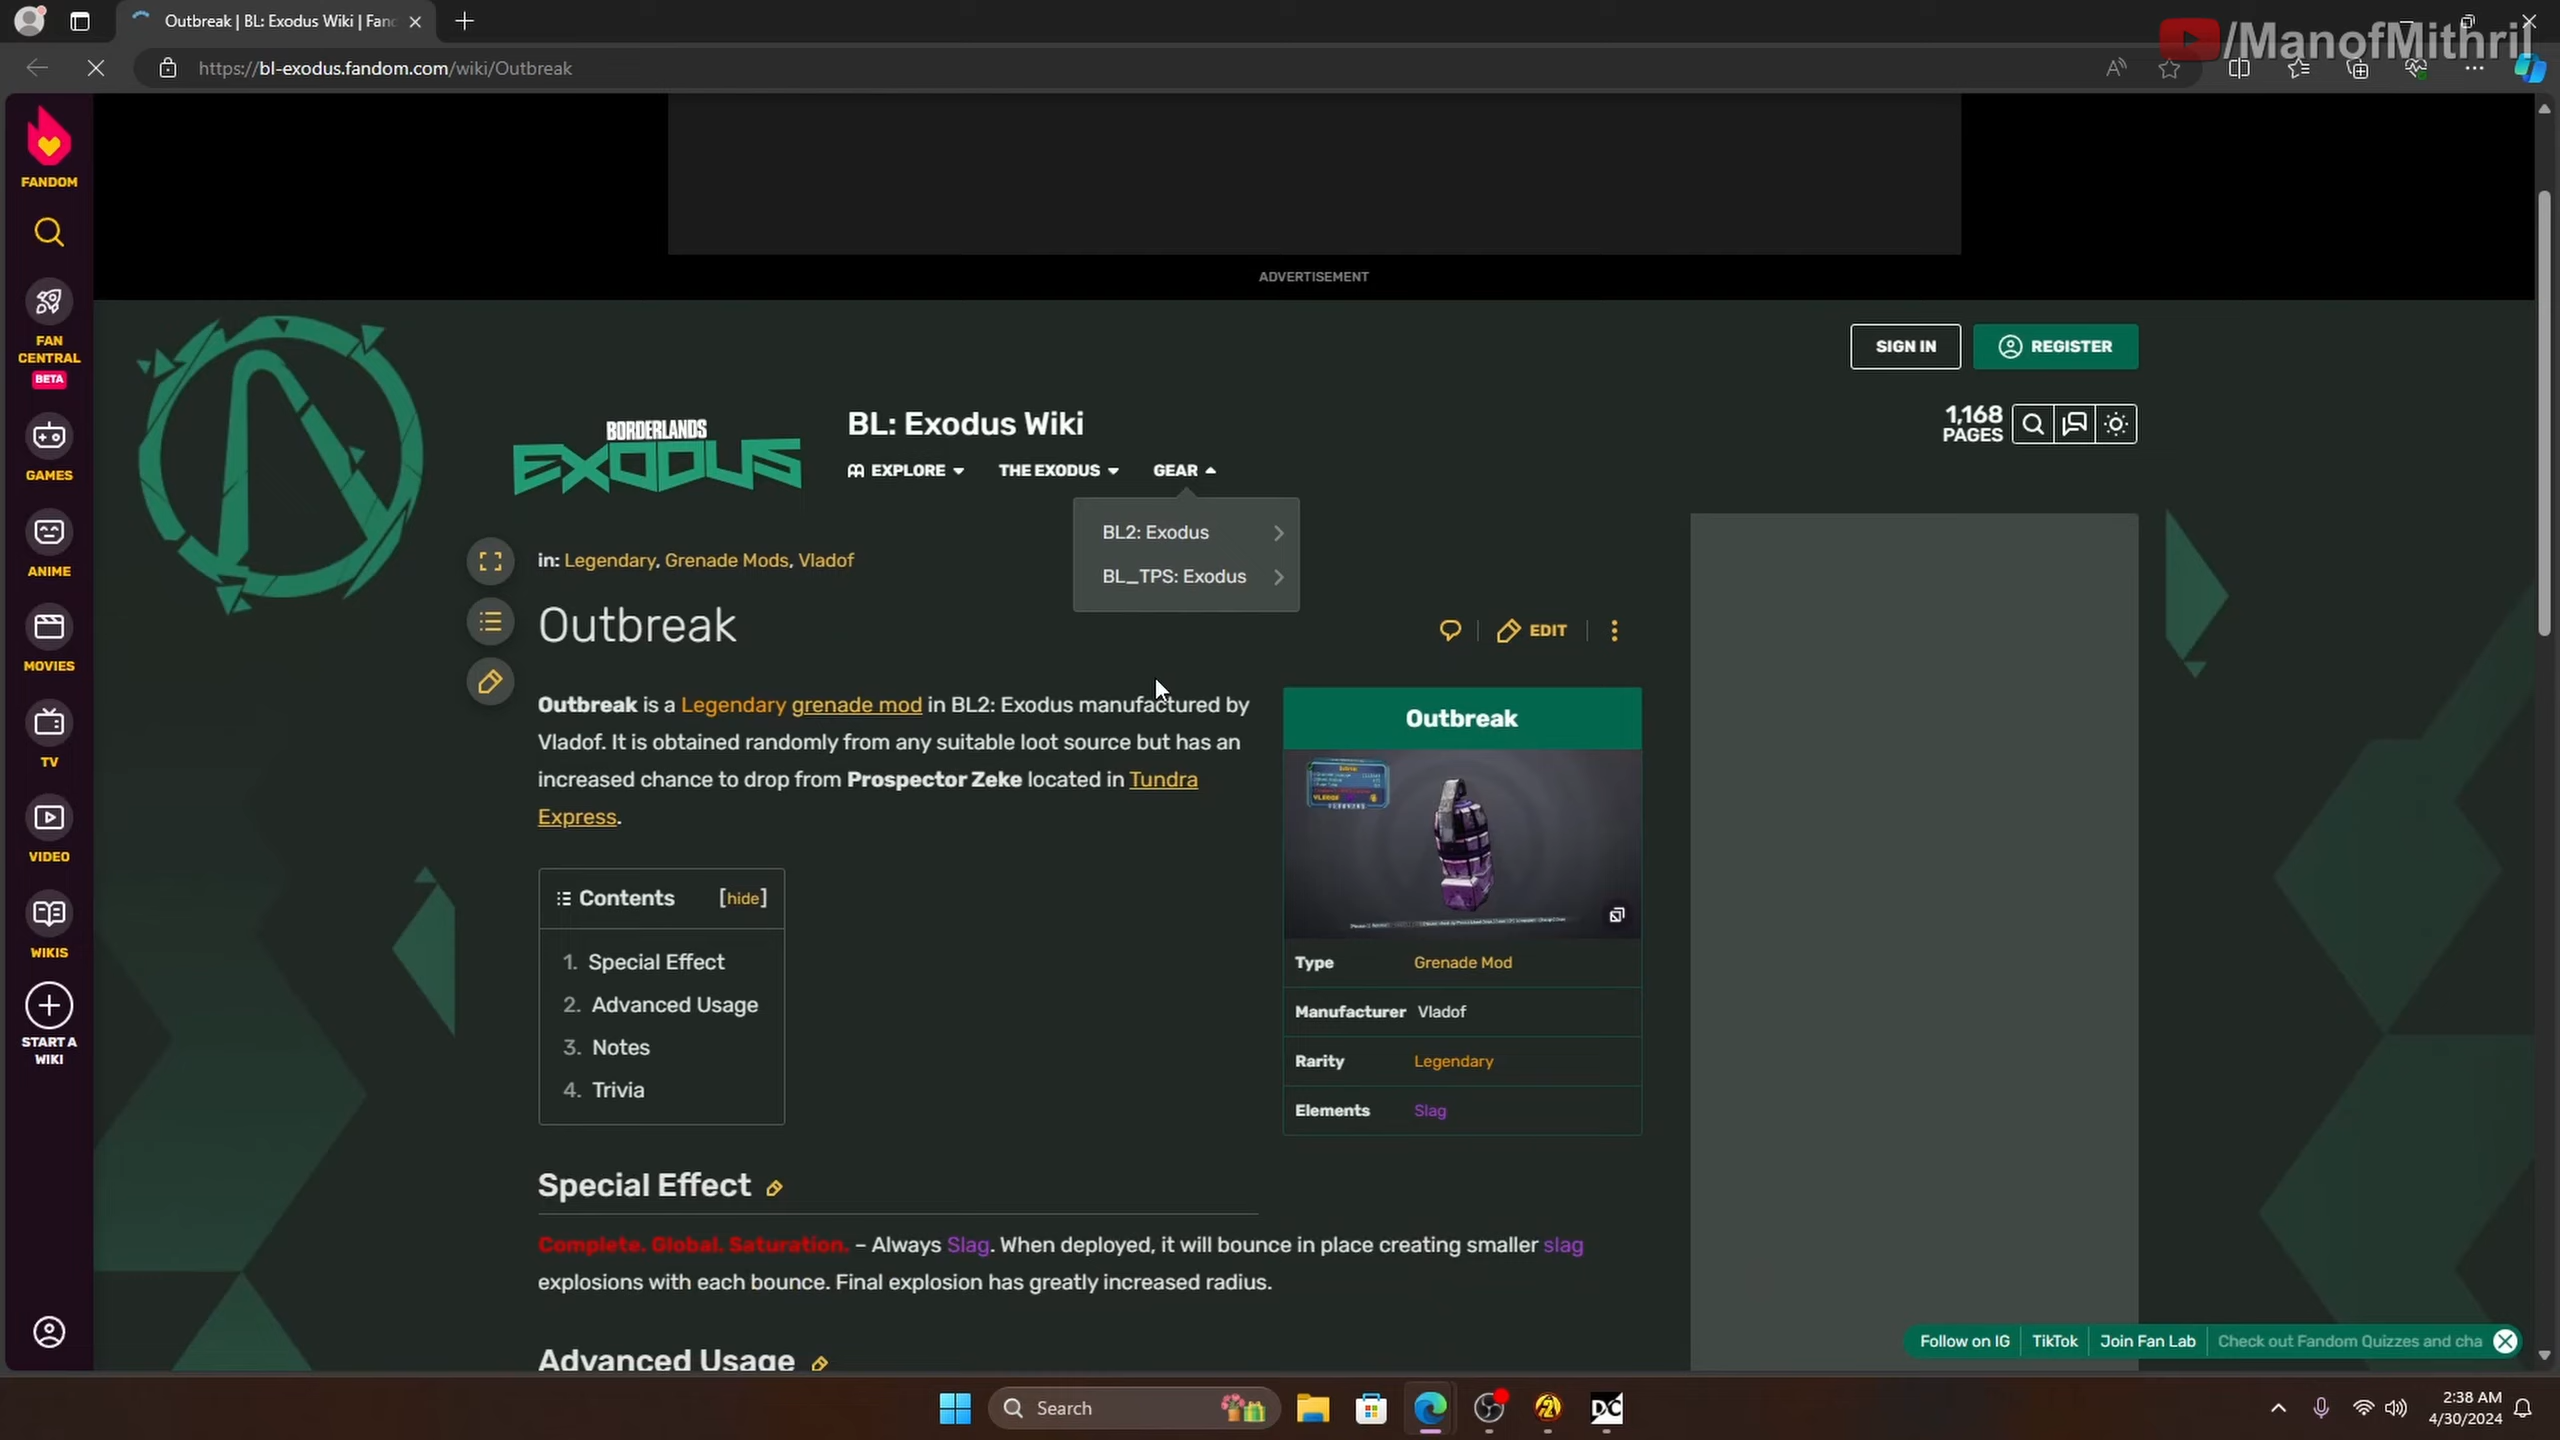 Outbreak | BL: Exodus Wiki | Fan
/ManofMithril
https://bl-exodus.fandom.com/wiki/Outbreak
FANDOM
FAN
CENTRAL
BETA
GAMES
ANIME
MOVIES
TV
VIDEO
WIKIS
START A
WIKI
ADVERTISEMENT
SIGN IN
REGISTER
BORDERLANDS
EXODUS
BL: Exodus Wiki
1,168
PAGES
EXPLORE
THE EXODUS
GEAR
BL2: Exodus
BL_TPS: Exodus
in: Legendary, Grenade Mods, Vladof
Outbreak
EDIT
Outbreak is a Legendary grenade mod in BL2: Exodus manufactured by
Vladof. It is obtained randomly from any suitable loot source but has an
increased chance to drop from Prospector Zeke located in Tundra
Express.
Contents [hide]
1. Special Effect
2. Advanced Usage
3. Notes
4. Trivia
Outbreak
Type Grenade Mod
Manufacturer Vladof
Rarity Legendary
Elements Slag
Special Effect
Complete. Global. Saturation. – Always Slag. When deployed, it will bounce in place creating smaller slag
explosions with each bounce. Final explosion has greatly increased radius.
Advanced Usage
Follow on IG
TikTok
Join Fan Lab
Check out Fandom Quizzes and cha
Search
DC
2:38 AM
4/30/2024